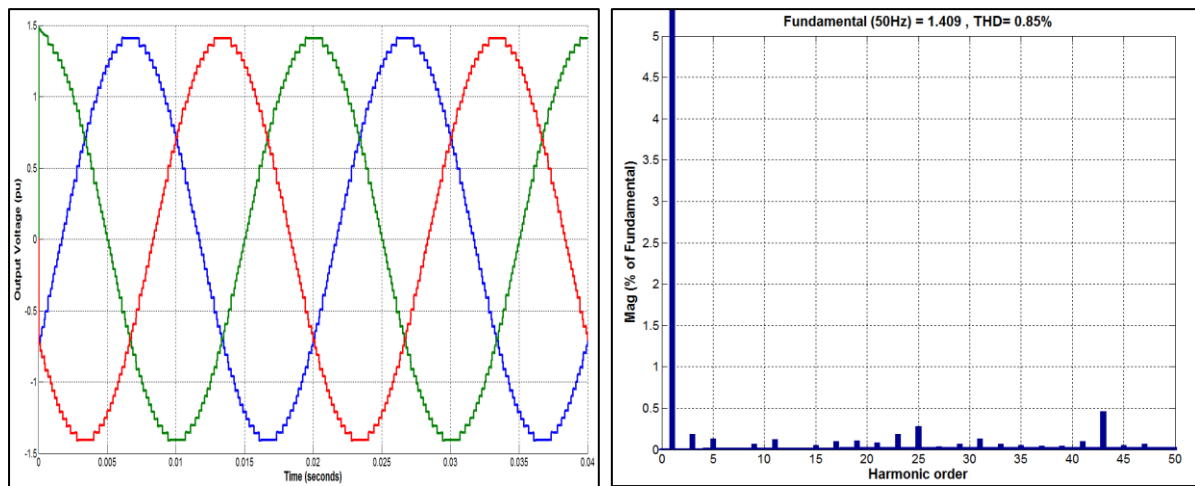 Output Voltage (pu)
1.5
1
0.5
0
-0.5
-1
-1.5
0 0.005 0.01 0.015 0.02 0.025 0.03 0.035 0.04
Time (seconds)
Fundamental (50Hz) = 1.409 , THD= 0.85%
Mag (% of Fundamental)
5
4.5
4
3.5
3
2.5
2
1.5
1
0.5
0
0 5 10 15 20 25 30 35 40 45 50
Harmonic order